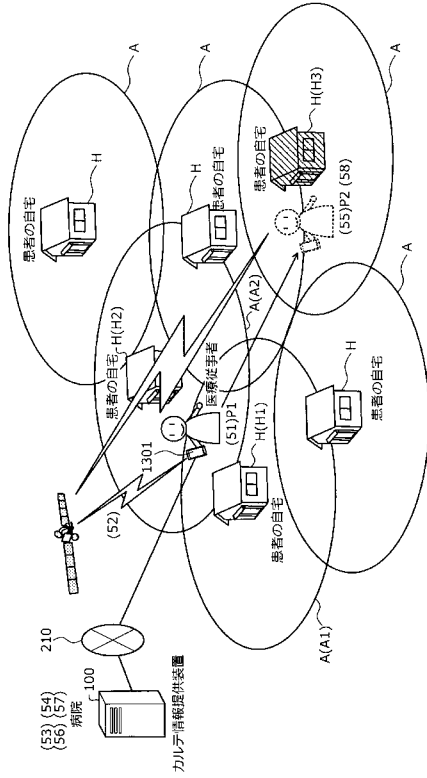 (53) (54)
(56) (57)
病院
100
カルテ情報提供装置
210
(52)
1301
(51)P1
医療従事者
患者の自宅
H(H1)
A(A1)
患者の自宅
H(H2)
A(A2)
患者の自宅
H
A
患者の自宅
H
A
患者の自宅
H(H3)
(55)P2 (58)
A
患者の自宅
H
A